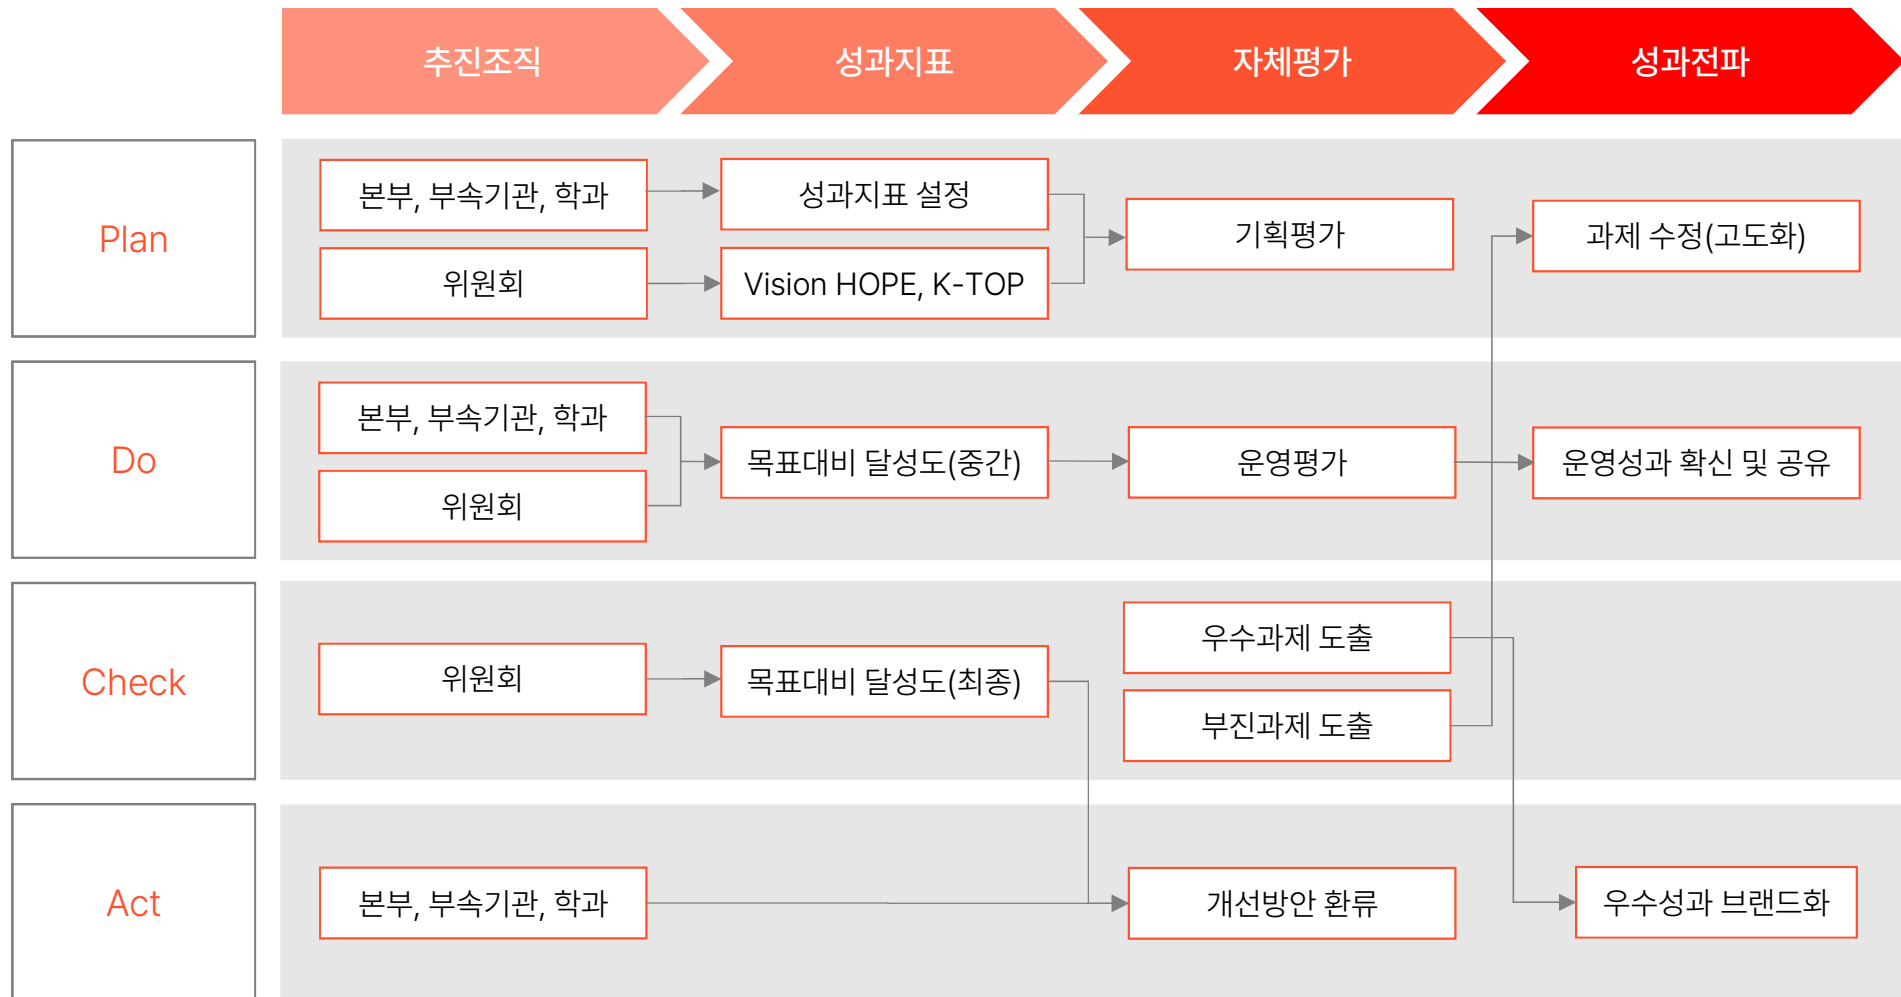 추진조직
성과지표
자체평가
성과전파
Plan
본부, 부속기관, 학과
성과지표 설정
기획평가
과제 수정(고도화)
위원회
Vision HOPE, K-TOP
Do
본부, 부속기관, 학과
목표대비 달성도(중간)
운영평가
운영성과 확신 및 공유
위원회
Check
위원회
목표대비 달성도(최종)
우수과제 도출
부진과제 도출
Act
본부, 부속기관, 학과
개선방안 환류
우수성과 브랜드화